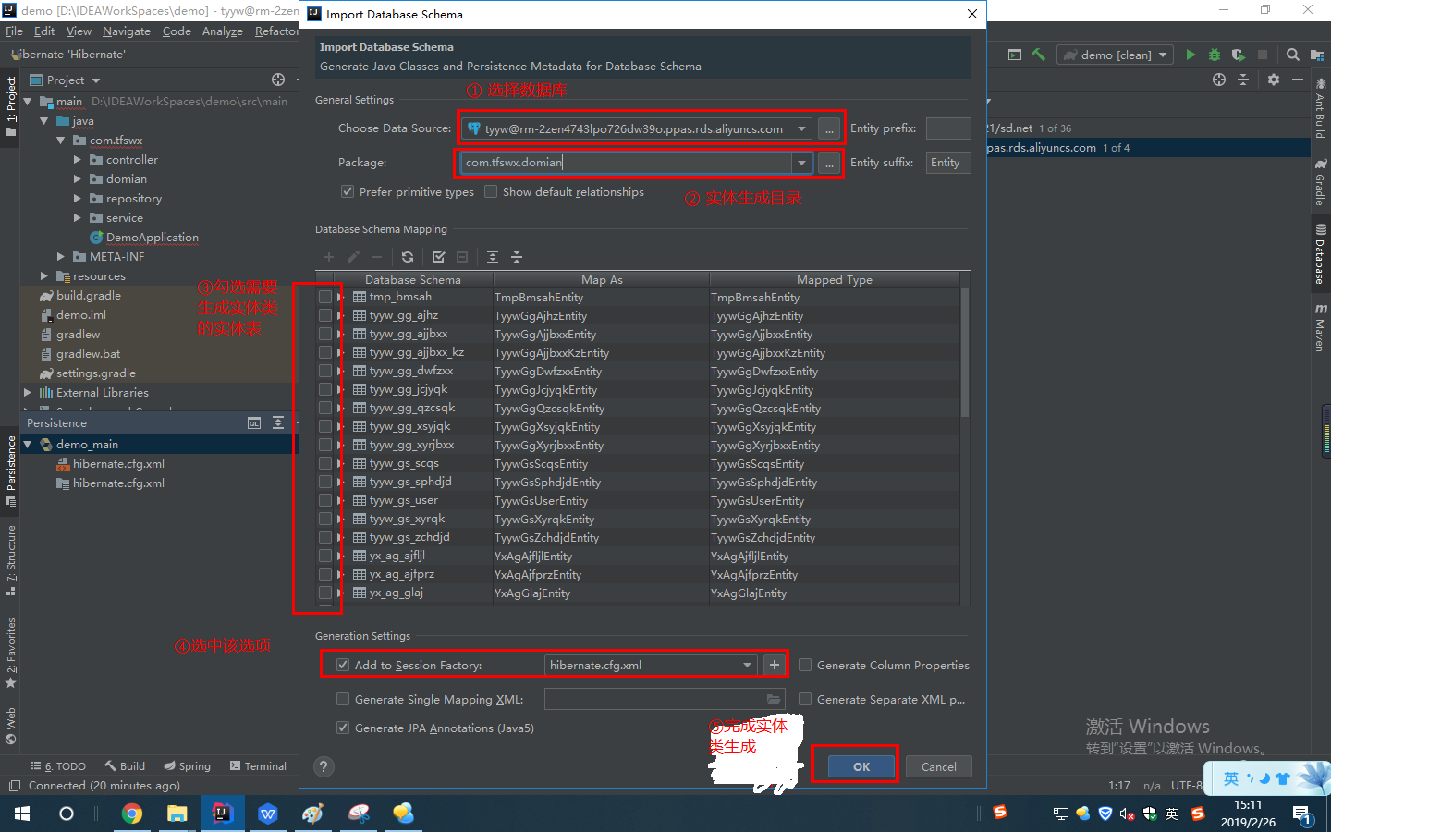 demo [D:\IDEAWorkSpaces\demo] - tyyw@rm-2zen
Import Database Schema
File Edit View Navigate Code Analyze Refactor
Hibernate 'Hibernate'
demo [clean]
Import Database Schema
Generate Java Classes and Persistence Metadata for Database Schema
1: Project
Project
main D:\IDEAWorkSpaces\demo\src\main
java
com.tfswx
controller
domian
repository
service
DemoApplication
META-INF
resources
build.gradle
demo.iml
gradlew
gradlew.bat
settings.gradle
External Libraries
General Settings
① 选择数据库
Choose Data Source: tyyw@rm-2zen4743lpo726dw39o.ppas.rds.aliyuncs.com ... Entity prefix:
Package: com.tfswx.domian ... Entity suffix: Entity
Prefer primitive types Show default relationships
② 实体生成目录
21/sd.net 1 of 36
pas.rds.aliyuncs.com 1 of 4
Ant Build
Gradle
Database
Maven
Database Schema Mapping
③勾选需要
生成实体类
的实体表
Database Schema Map As Mapped Type
tmp_bmsah TmpBmsahEntity TmpBmsahEntity
tyyw_gg_ajhz TyywGgAjhzEntity TyywGgAjhzEntity
tyyw_gg_ajjbxx TyywGgAjjbxxEntity TyywGgAjjbxxEntity
tyyw_gg_ajjbxx_kz TyywGgAjjbxxKzEntity TyywGgAjjbxxKzEntity
tyyw_gg_dwfzxx TyywGgDwfzxxEntity TyywGgDwfzxxEntity
tyyw_gg_jcjyqk TyywGgJcjyqkEntity TyywGgJcjyqkEntity
tyyw_gg_qzcsqk TyywGgQzcsqkEntity TyywGgQzcsqkEntity
tyyw_gg_xsyjqk TyywGgXsyjqkEntity TyywGgXsyjqkEntity
tyyw_gg_xyrjbxx TyywGgXyrjbxxEntity TyywGgXyrjbxxEntity
tyyw_gs_scqs TyywGsScqsEntity TyywGsScqsEntity
tyyw_gs_sphdjd TyywGsSphdjdEntity TyywGsSphdjdEntity
tyyw_gs_user TyywGsUserEntity TyywGsUserEntity
tyyw_gs_xyrqk TyywGsXyrqkEntity TyywGsXyrqkEntity
tyyw_gs_zchdjd TyywGsZchdjdEntity TyywGsZchdjdEntity
yx_ag_ajfljl YxAgAjfljlEntity YxAgAjfljlEntity
yx_ag_ajfprz YxAgAjfprzEntity YxAgAjfprzEntity
yx_ag_glaj YxAgGlajEntity YxAgGlajEntity
Persistence
Persistence
demo_main
hibernate.cfg.xml
hibernate.cfg.xml
7: Structure
2: Favorites
Web
④选中该选项
Generation Settings
Add to Session Factory: hibernate.cfg.xml Generate Column Properties
Generate Single Mapping XML: Generate Separate XML p...
Generate JPA Annotations (Java5)
⑤完成实体
类生成
? OK Cancel
激活 Windows
转到"设置"以激活 Windows。
6: TODO Build Spring Terminal
Connected (20 minutes ago)
1:17 n/a UTF-8
英
英
15:11
2019/2/26
1